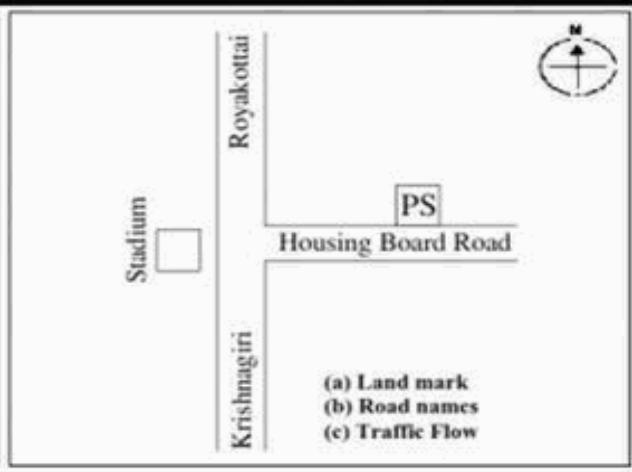 N
Royakottai
PS
Stadium
Housing Board Road
Krishnagiri
(a) Land mark
(b) Road names
(c) Traffic Flow